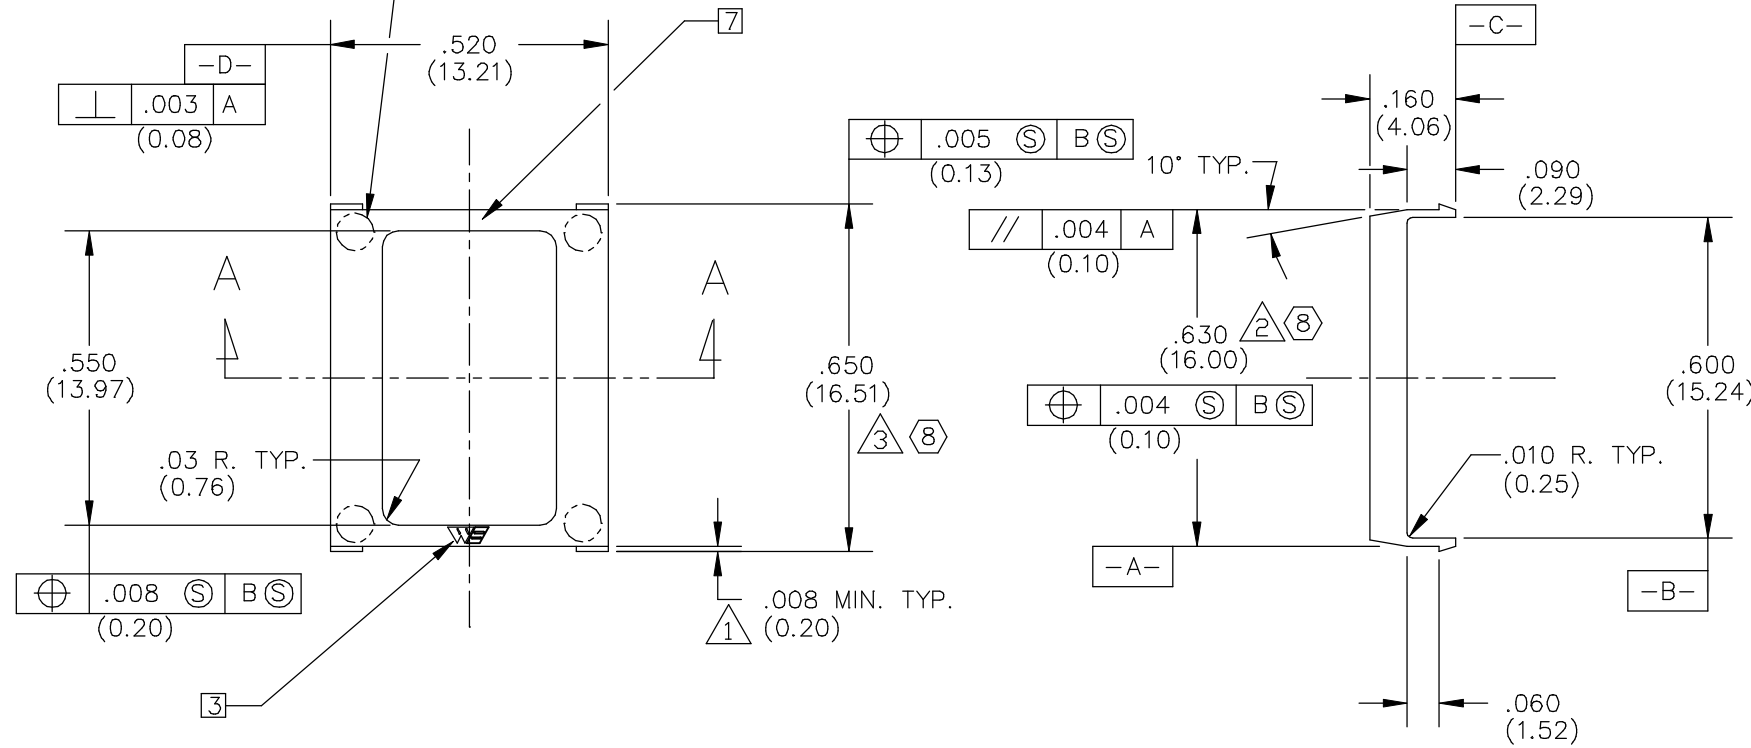 7
-C-
.520
(13.21)
-D-
⊥ .003 A
(0.08)
.160
(4.06)
⌖ .005 Ⓢ B Ⓢ
(0.13)
10° TYP.
.090
(2.29)
// .004 A
(0.10)
A A
.550
(13.97)
.650
(16.51)
3 8
.630
(16.00)
2 8
.600
(15.24)
⌖ .004 Ⓢ B Ⓢ
(0.10)
.03 R. TYP.
(0.76)
.010 R. TYP.
(0.25)
-A-
-B-
⌖ .008 Ⓢ B Ⓢ
(0.20)
.008 MIN. TYP.
(0.20)
1
3
.060
(1.52)